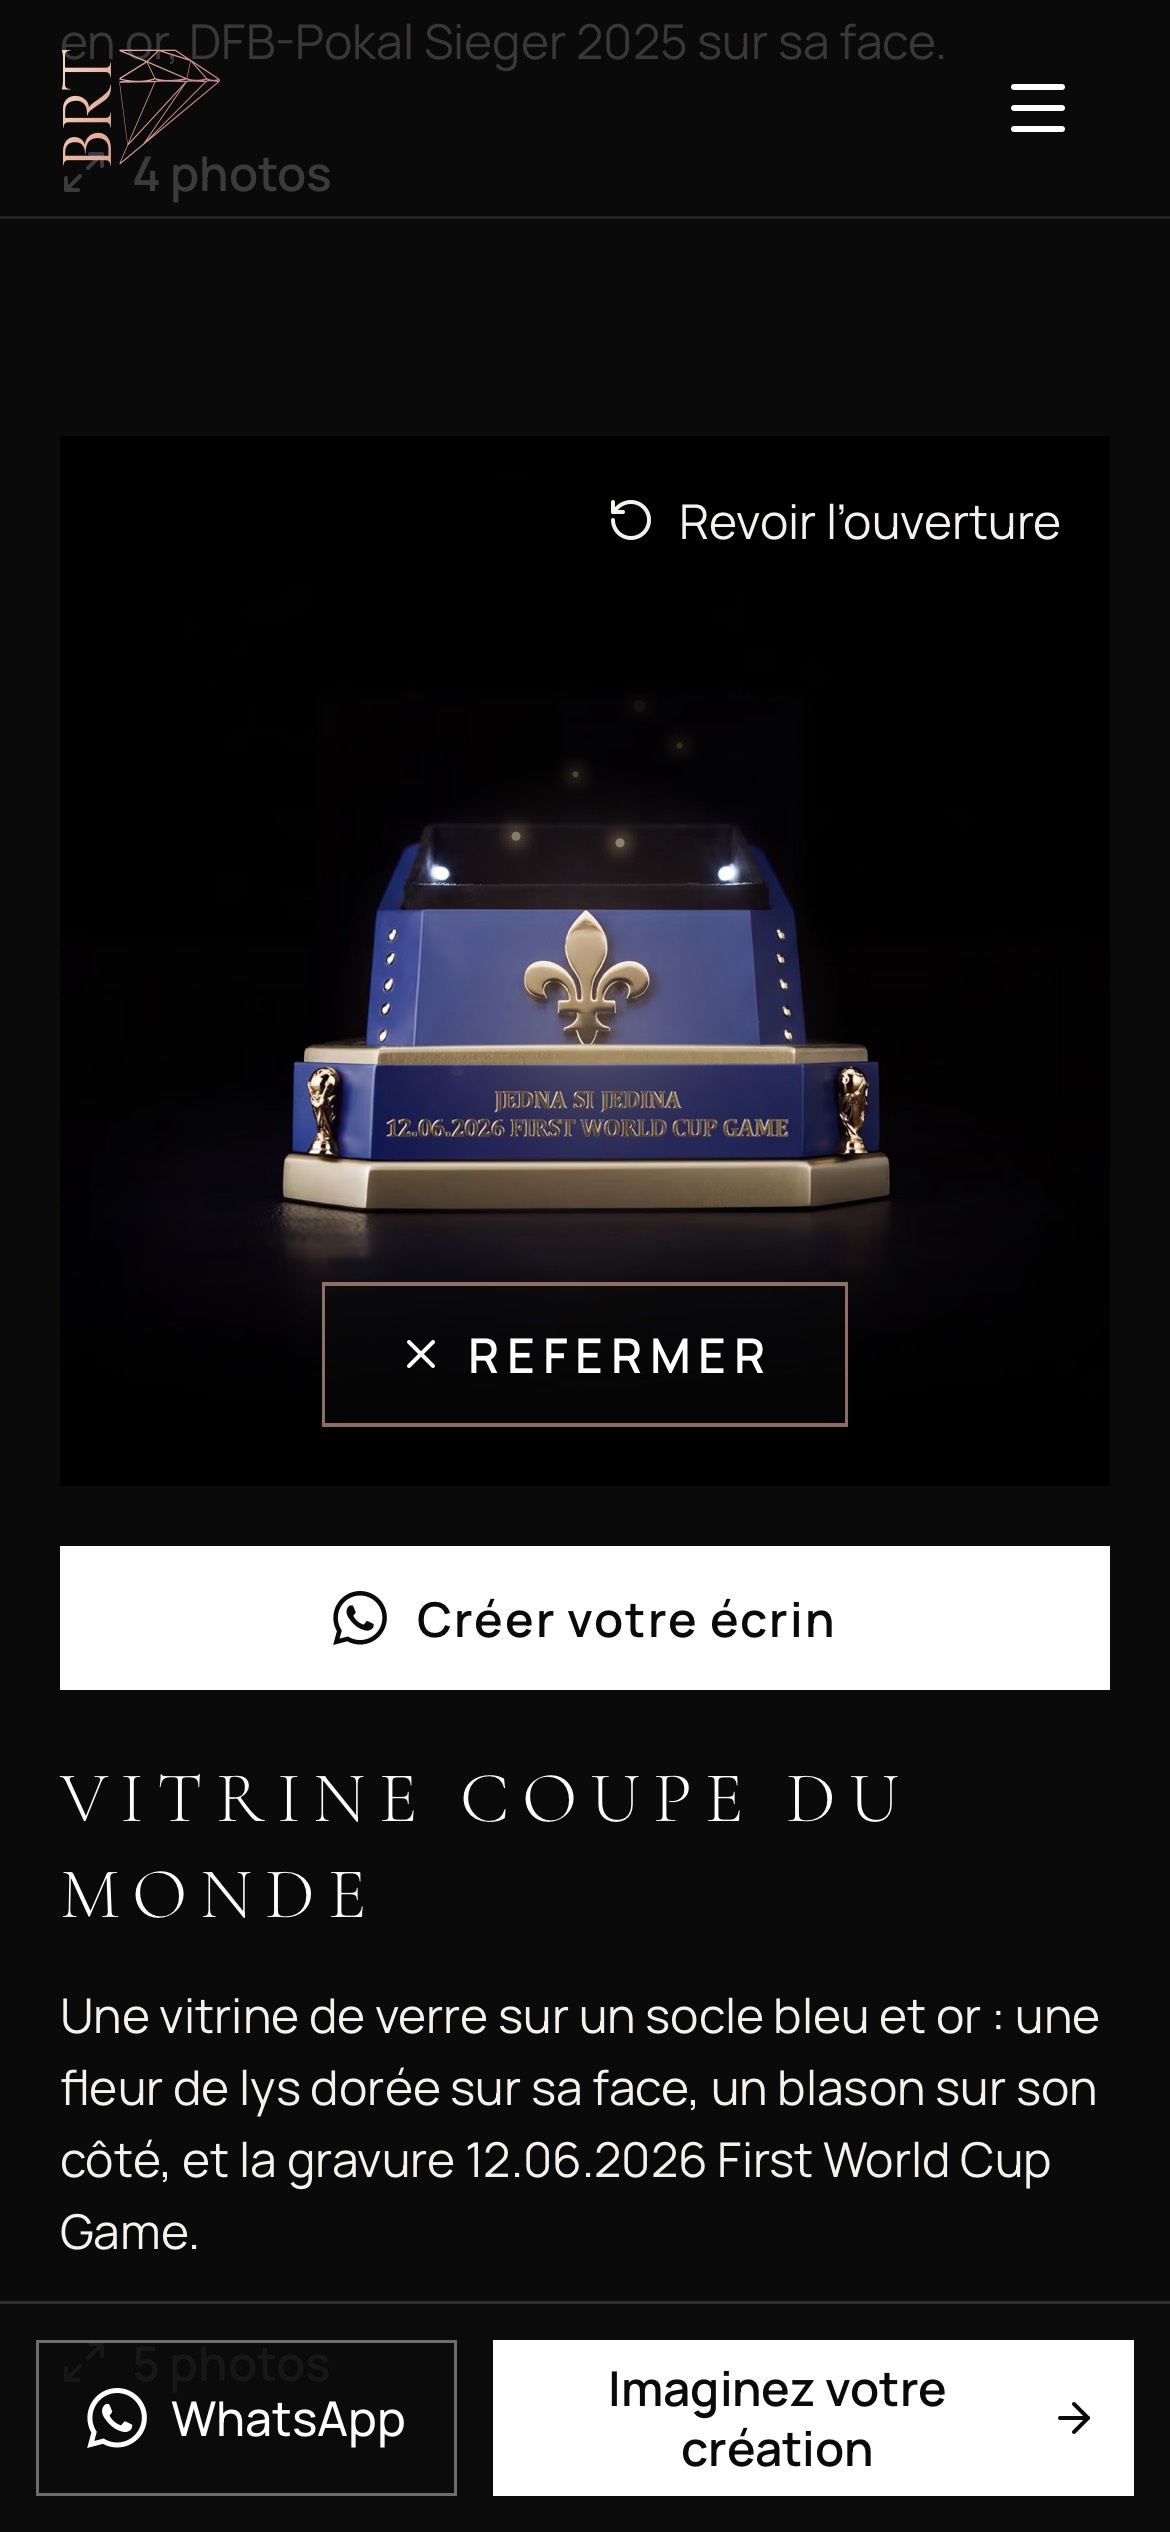 en or, DFB-Pokal Sieger 2025 sur sa face.
BRT
4 photos
Revoir l’ouverture
JEDNA SI JEDINA
12.06.2026 FIRST WORLD CUP GAME
REFERMER
Créer votre écrin
VITRINE COUPE DU
MONDE
Une vitrine de verre sur un socle bleu et or : une
fleur de lys dorée sur sa face, un blason sur son
côté, et la gravure 12.06.2026 First World Cup
Game.
5 photos
WhatsApp
Imaginez votre
création